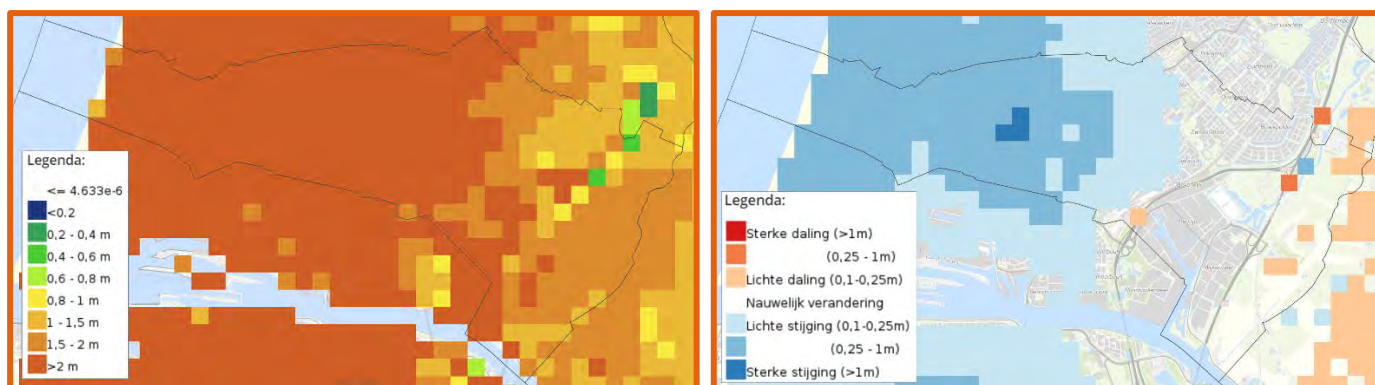 Legenda:
<= 4.633e-6
<0.2
0,2 - 0,4 m
0,4 - 0,6 m
0,6 - 0,8 m
0,8 - 1 m
1 - 1,5 m
1,5 - 2 m
>2 m
Legenda:
Sterke daling (>1m)
(0,25 - 1m)
Lichte daling (0,1-0,25m)
Nauwelijk verandering
Lichte stijging (0,1-0,25m)
(0,25 - 1m)
Sterke stijging (>1m)